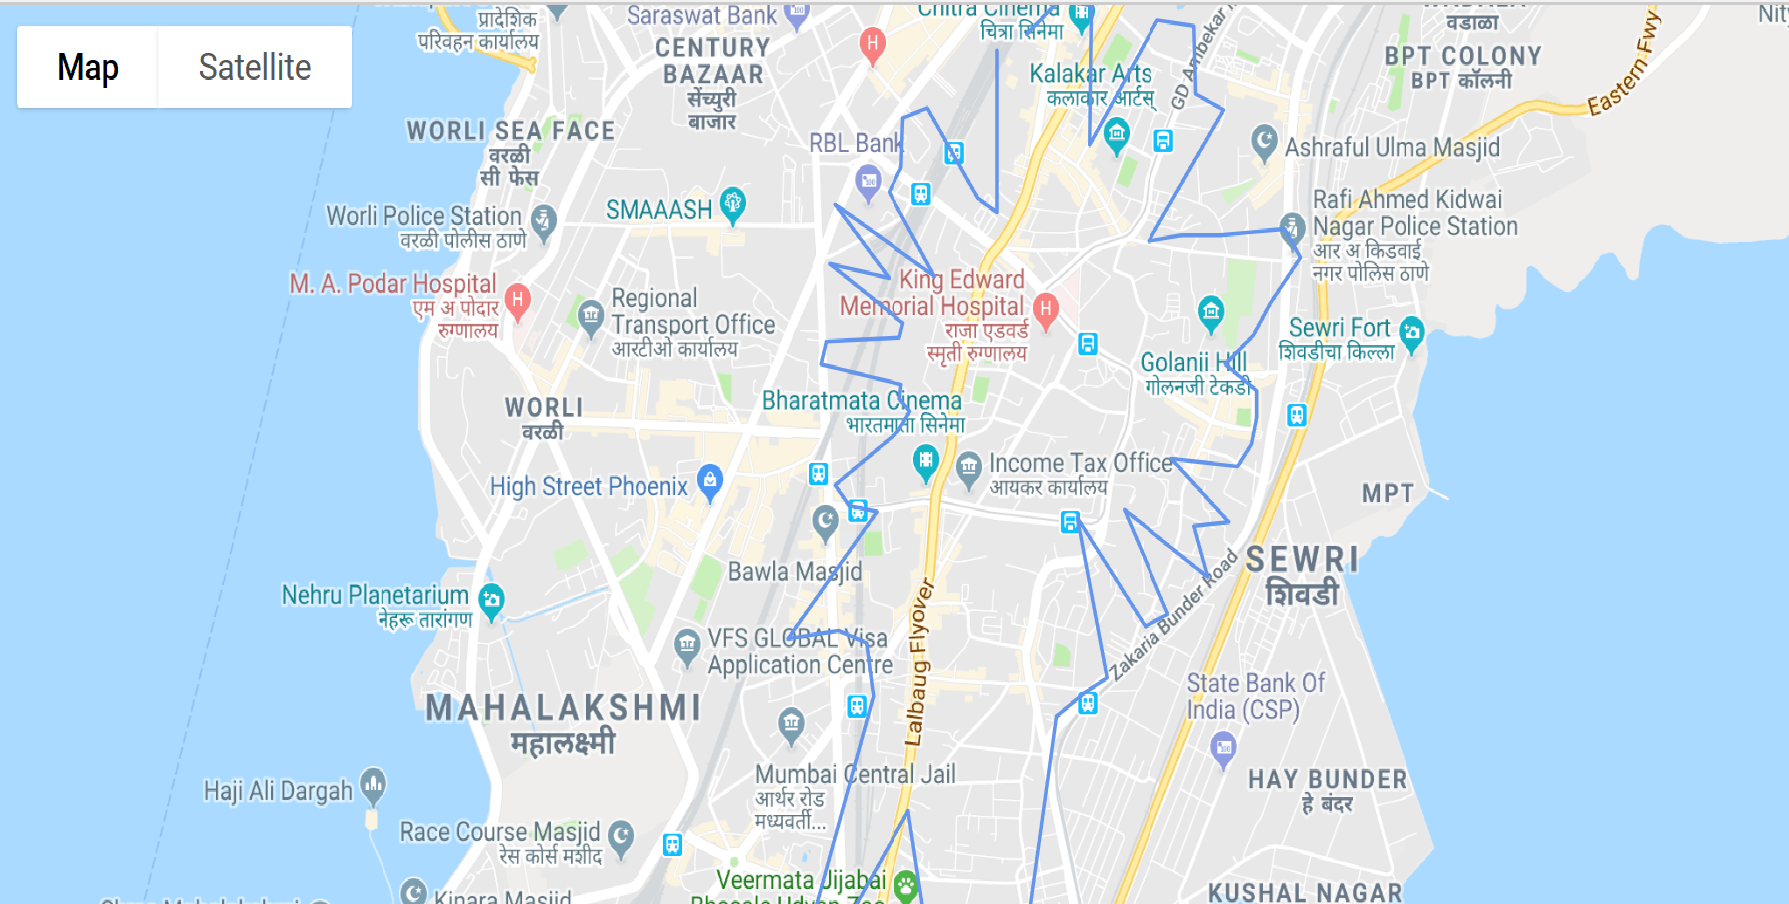 Map
Satellite
प्रादेशिक
परिवहन कार्यालय
Saraswat Bank
Chitra Cinema
चित्रा सिनेमा
वडाळा
CENTURY
BAZAAR
सेंच्युरी
बाजार
BPT COLONY
BPT कॉलनी
Eastern Fwy
Kalakar Arts
कलाकार आर्टस्
GD Ambekar
WORLI SEA FACE
वरळी
सी फेस
RBL Bank
Ashraful Ulma Masjid
Worli Police Station
वरळी पोलीस ठाणे
SMAAASH
Rafi Ahmed Kidwai
Nagar Police Station
आर अ किडवाई
नगर पोलिस ठाणे
M. A. Podar Hospital
एम अ पोदार
रुग्णालय
Regional
Transport Office
आरटीओ कार्यालय
King Edward
Memorial Hospital
राजा एडवर्ड
स्मृती रुग्णालय
Sewri Fort
शिवडीचा किल्ला
Golanji Hill
गोलनजी टेकडी
WORLI
वरळी
Bharatmata Cinema
भारतमाता सिनेमा
High Street Phoenix
Income Tax Office
आयकर कार्यालय
MPT
Bawla Masjid
SEWRI
शिवडी
Nehru Planetarium
नेहरू तारांगण
VFS GLOBAL Visa
Application Centre
Lalbaug Flyover
Zakaria Bunder Road
MAHALAKSHMI
महालक्ष्मी
State Bank Of
India (CSP)
Mumbai Central Jail
आर्थर रोड
मध्यवर्ती...
HAY BUNDER
हे बंदर
Haji Ali Dargah
Race Course Masjid
रेस कोर्स मशीद
Veermata Jijabai
Kinara Masjid
KUSHAL NAGAR